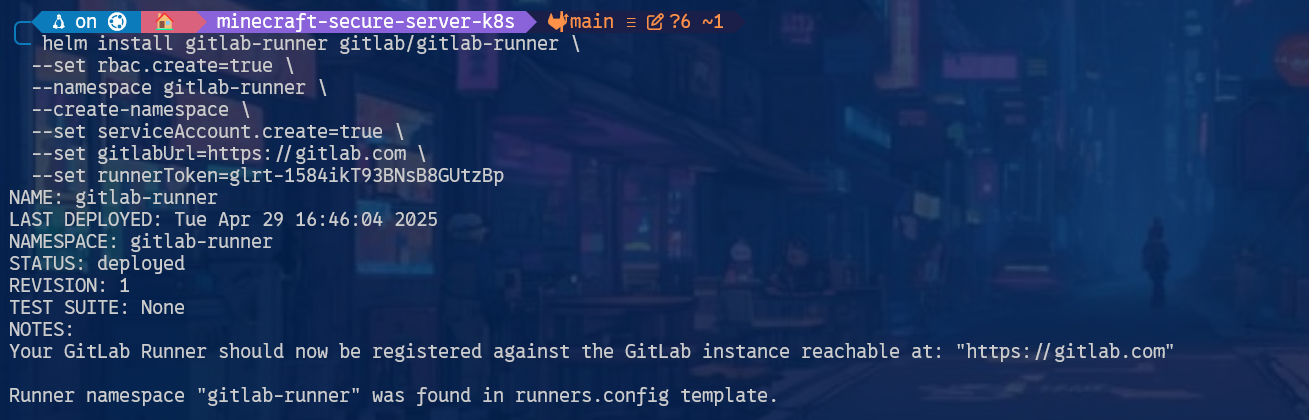 on minecraft-secure-server-k8s main ≡ ?6 ~1
helm install gitlab-runner gitlab/gitlab-runner \
--set rbac.create=true \
--namespace gitlab-runner \
--create-namespace \
--set serviceAccount.create=true \
--set gitlabUrl=https://gitlab.com \
--set runnerToken=glrt-1584ikT93BNsB8GUtzBp
NAME: gitlab-runner
LAST DEPLOYED: Tue Apr 29 16:46:04 2025
NAMESPACE: gitlab-runner
STATUS: deployed
REVISION: 1
TEST SUITE: None
NOTES:
Your GitLab Runner should now be registered against the GitLab instance reachable at: "https://gitlab.com"
Runner namespace "gitlab-runner" was found in runners.config template.